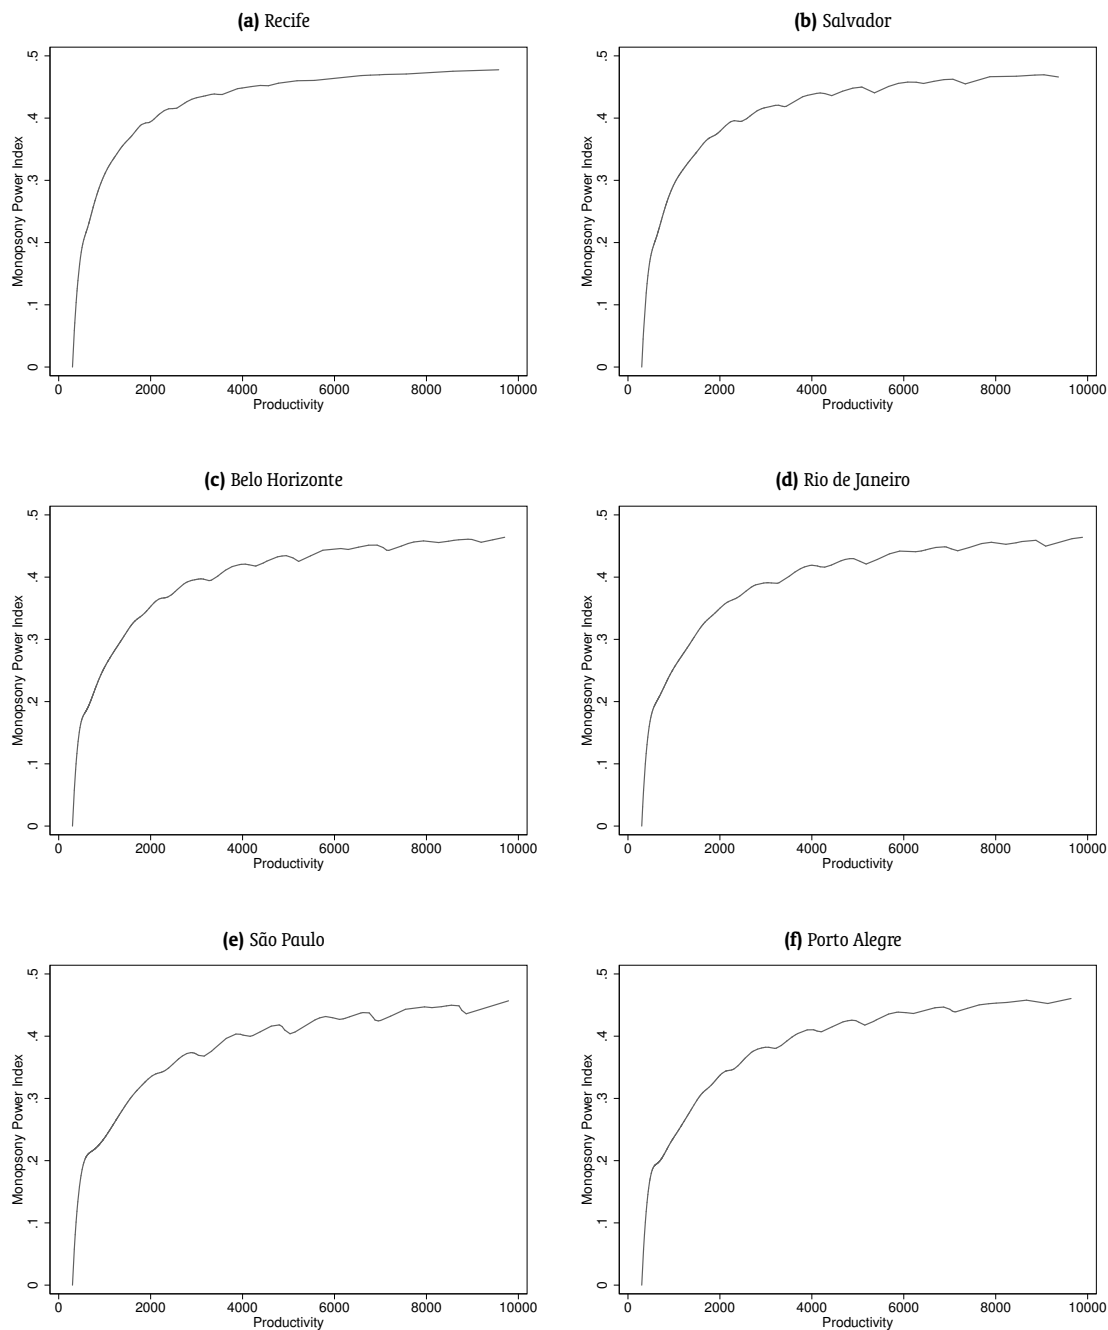 (a) Recife
Monopsony Power Index
.5
.4
.3
.2
.1
0
0 2000 4000 6000 8000 10000
Productivity
(b) Salvador
Monopsony Power Index
.5
.4
.3
.2
.1
0
0 2000 4000 6000 8000 10000
Productivity
(c) Belo Horizonte
Monopsony Power Index
.5
.4
.3
.2
.1
0
0 2000 4000 6000 8000 10000
Productivity
(d) Rio de Janeiro
Monopsony Power Index
.5
.4
.3
.2
.1
0
0 2000 4000 6000 8000 10000
Productivity
(e) São Paulo
Monopsony Power Index
.5
.4
.3
.2
.1
0
0 2000 4000 6000 8000 10000
Productivity
(f) Porto Alegre
Monopsony Power Index
.5
.4
.3
.2
.1
0
0 2000 4000 6000 8000 10000
Productivity